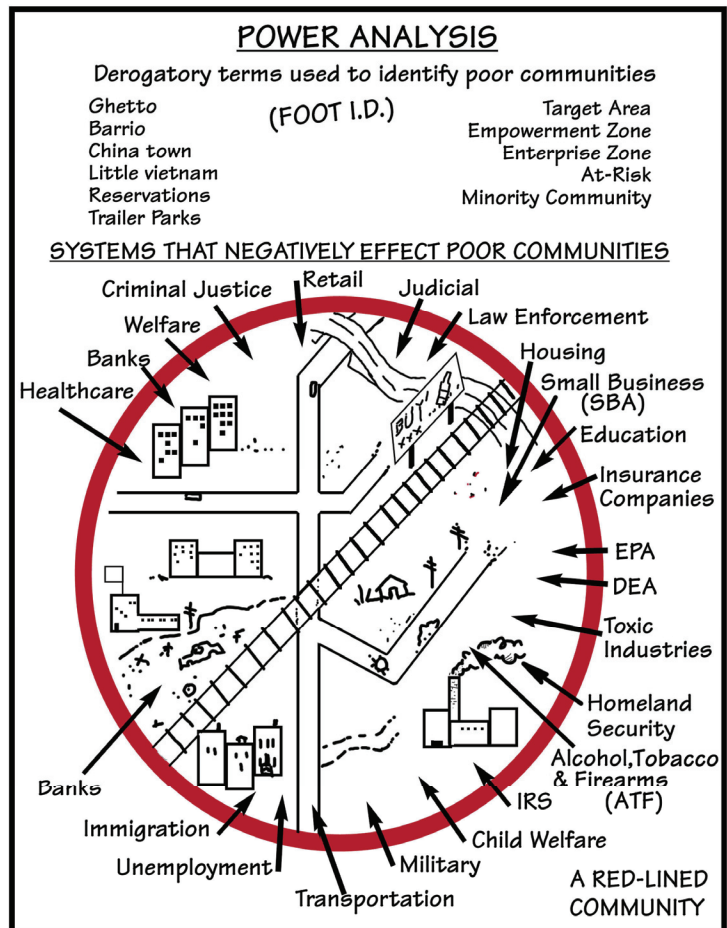 POWER ANALYSIS
Derogatory terms used to identify poor communities
(FOOT I.D.)
Ghetto
Barrio
China town
Little vietnam
Reservations
Trailer Parks
Target Area
Empowerment Zone
Enterprise Zone
At-Risk
Minority Community
SYSTEMS THAT NEGATIVELY EFFECT POOR COMMUNITIES
Retail
Criminal Justice
Judicial
Welfare
Law Enforcement
Banks
Housing
Healthcare
Small Business
(SBA)
Education
Insurance
Companies
BUY!
xxx
EPA
DEA
Toxic
Industries
Homeland
Security
Alcohol,Tobacco
& Firearms
(ATF)
Banks
IRS
Immigration
Child Welfare
Unemployment
Military
Transportation
A RED-LINED
COMMUNITY